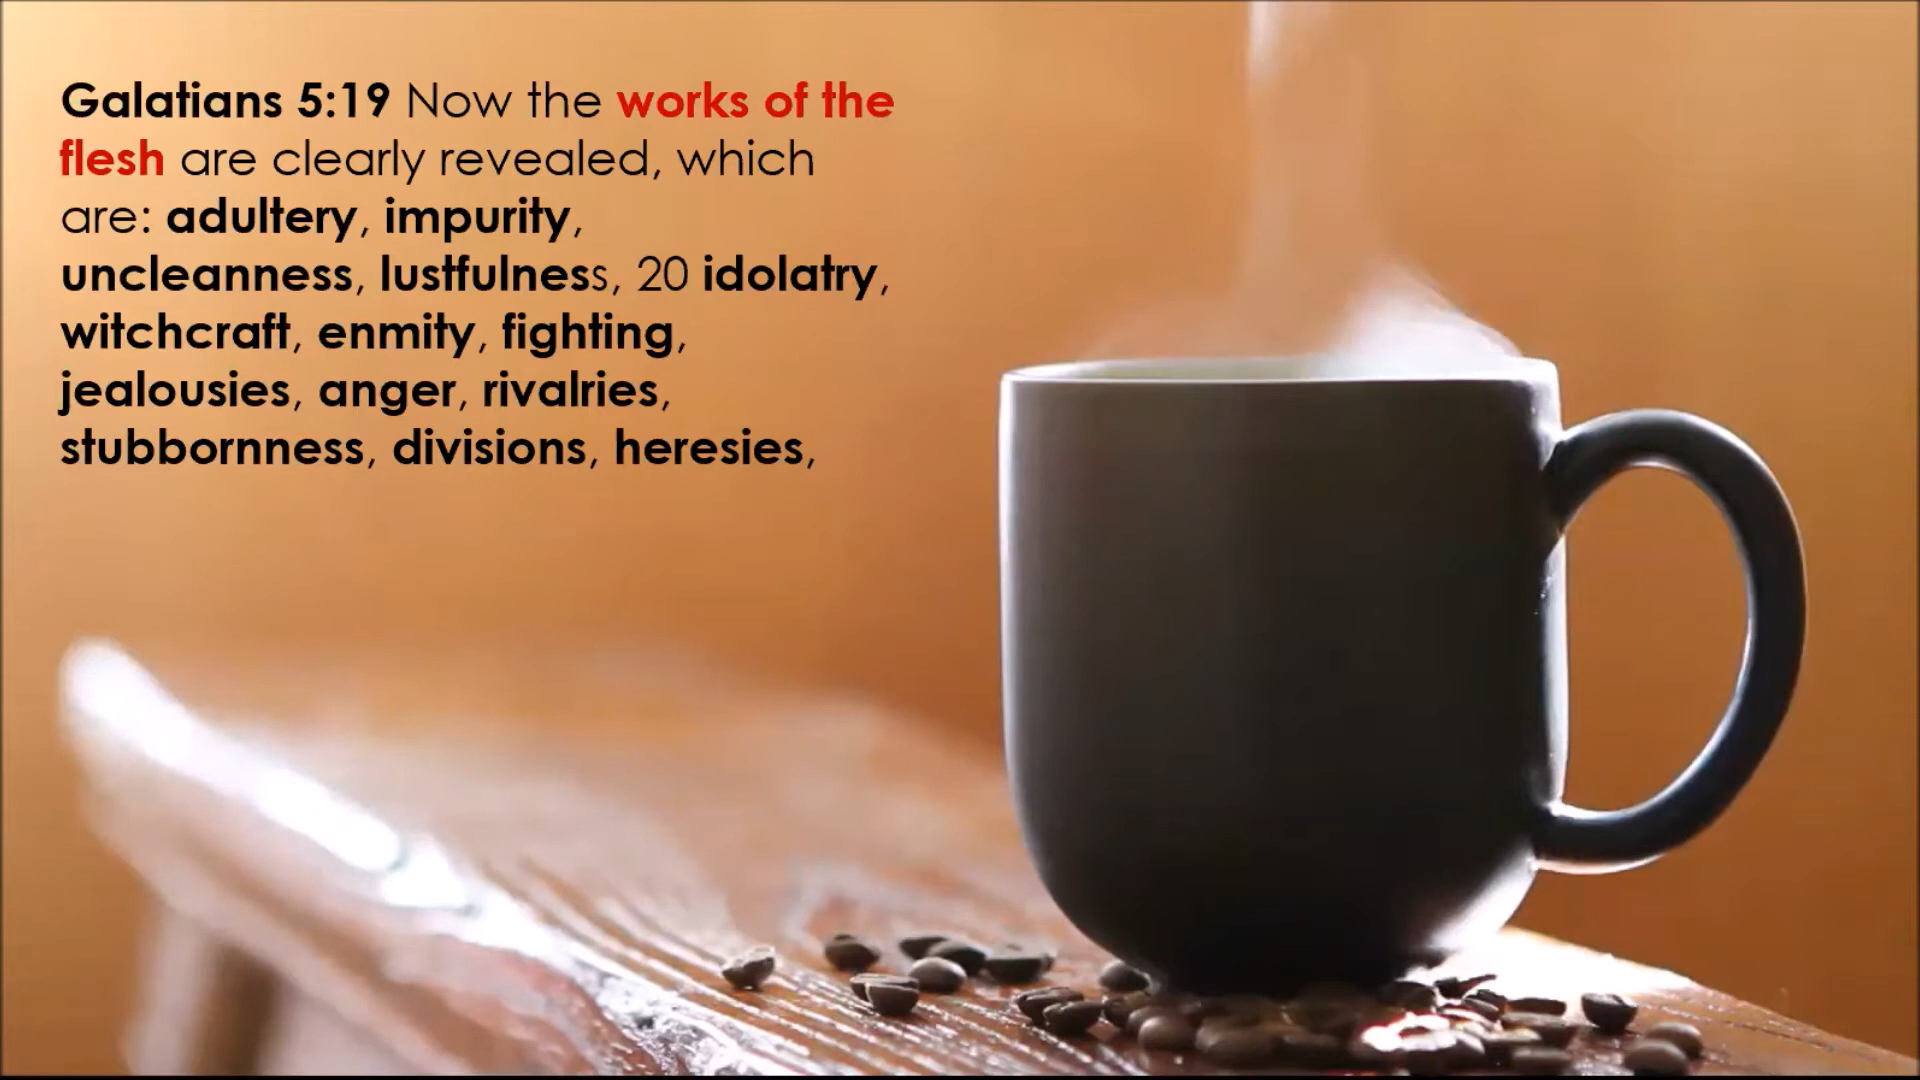 Galatians 5:19 Now the works of the
flesh are clearly revealed, which
are: adultery, impurity,
uncleanness, lustfulness, 20 idolatry,
witchcraft, enmity, fighting,
jealousies, anger, rivalries,
stubbornness, divisions, heresies,